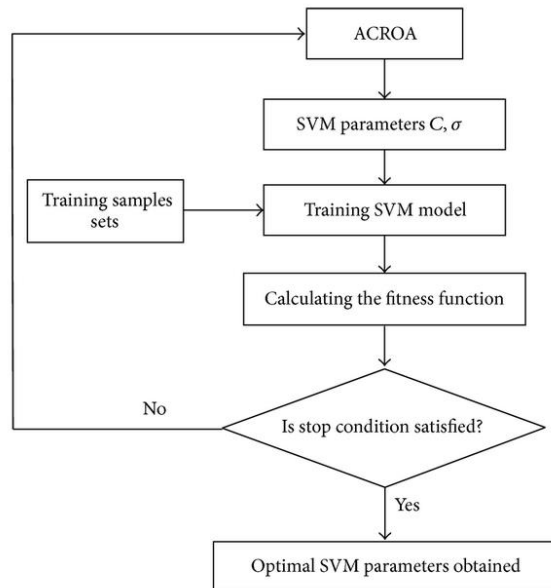 ACROA
SVM parameters C, σ
Training samples
sets
Training SVM model
Calculating the fitness function
No
Is stop condition satisfied?
Yes
Optimal SVM parameters obtained